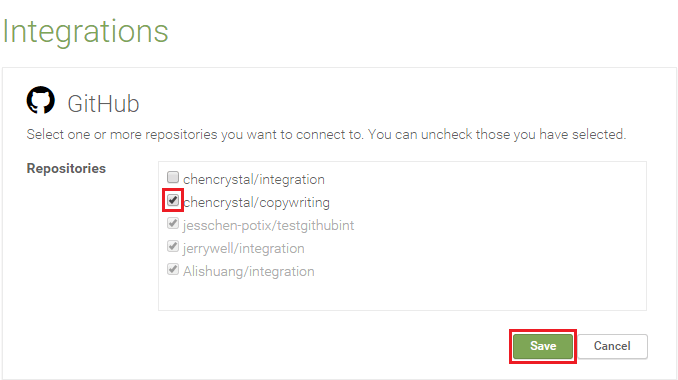 Integrations
GitHub
Select one or more repositories you want to connect to. You can uncheck those you have selected.
Repositories
chencrystal/integration
chencrystal/copywriting
jesschen-potix/testgithubint
jerrywell/integration
Alishuang/integration
Save Cancel